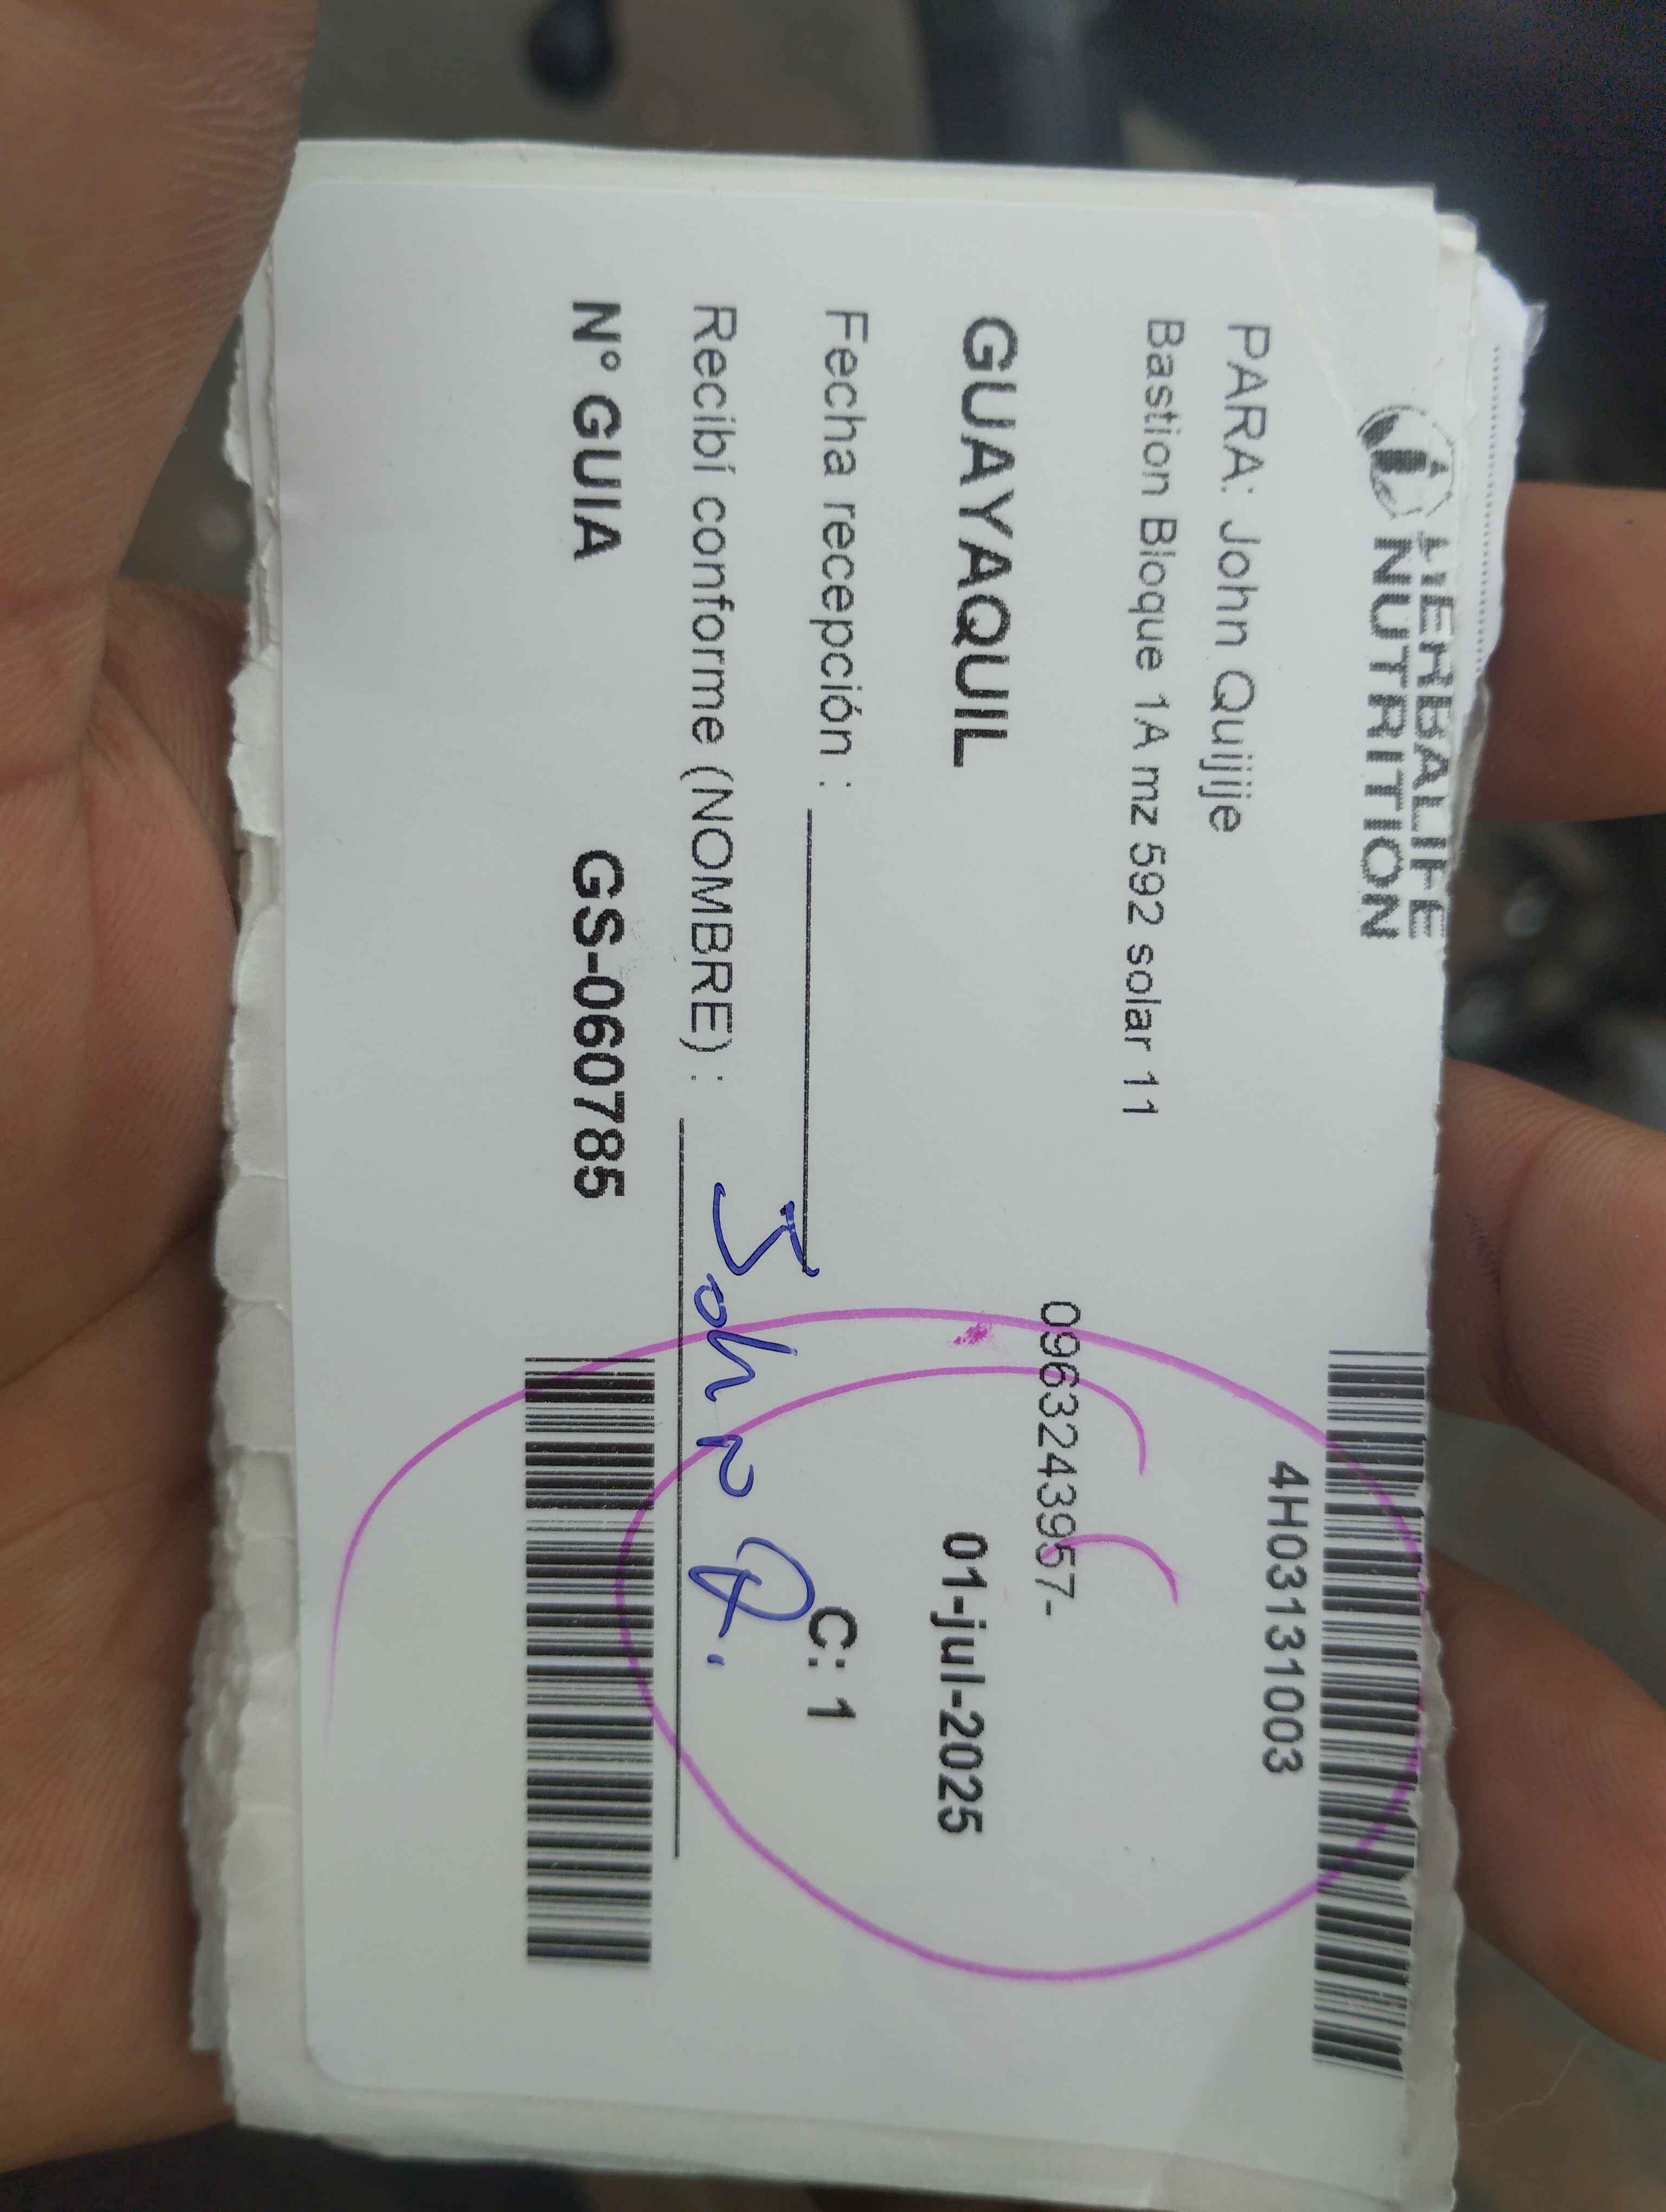 HERBALIFE
NUTRITION
4H03131003
PARA: John Quijije
Bastion Bloque 1A mz 592 solar 11
0963243957-
GUAYAQUIL
01-jul-2025
Fecha recepción :
C: 1
Recibí conforme (NOMBRE) : John Q.
N° GUIA GS-060785